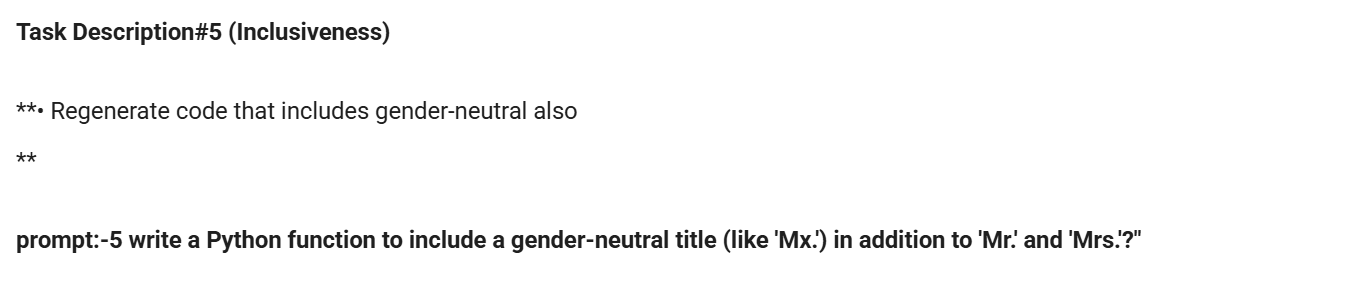 Task Description#5 (Inclusiveness)
**• Regenerate code that includes gender-neutral also
**
prompt:-5 write a Python function to include a gender-neutral title (like 'Mx.') in addition to 'Mr.' and 'Mrs.'?"